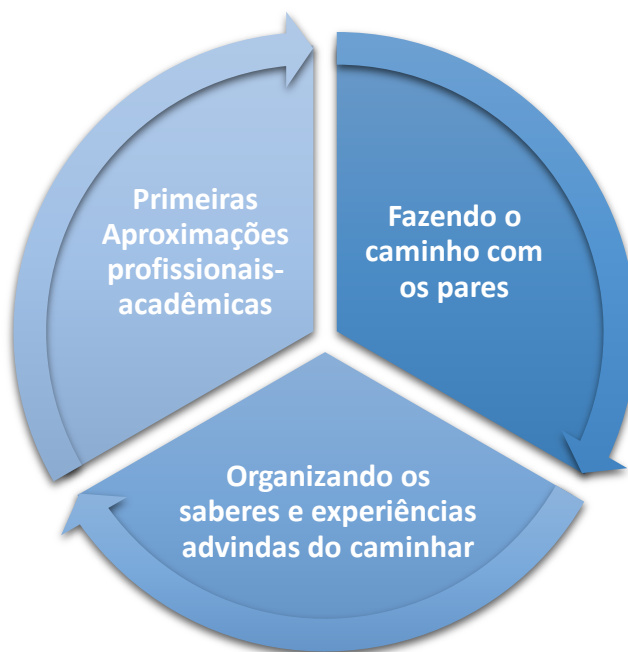 Primeiras
Aproximações
profissionais-
acadêmicas
Fazendo o
caminho com
os pares
Organizando os
saberes e experiências
advindas do caminhar